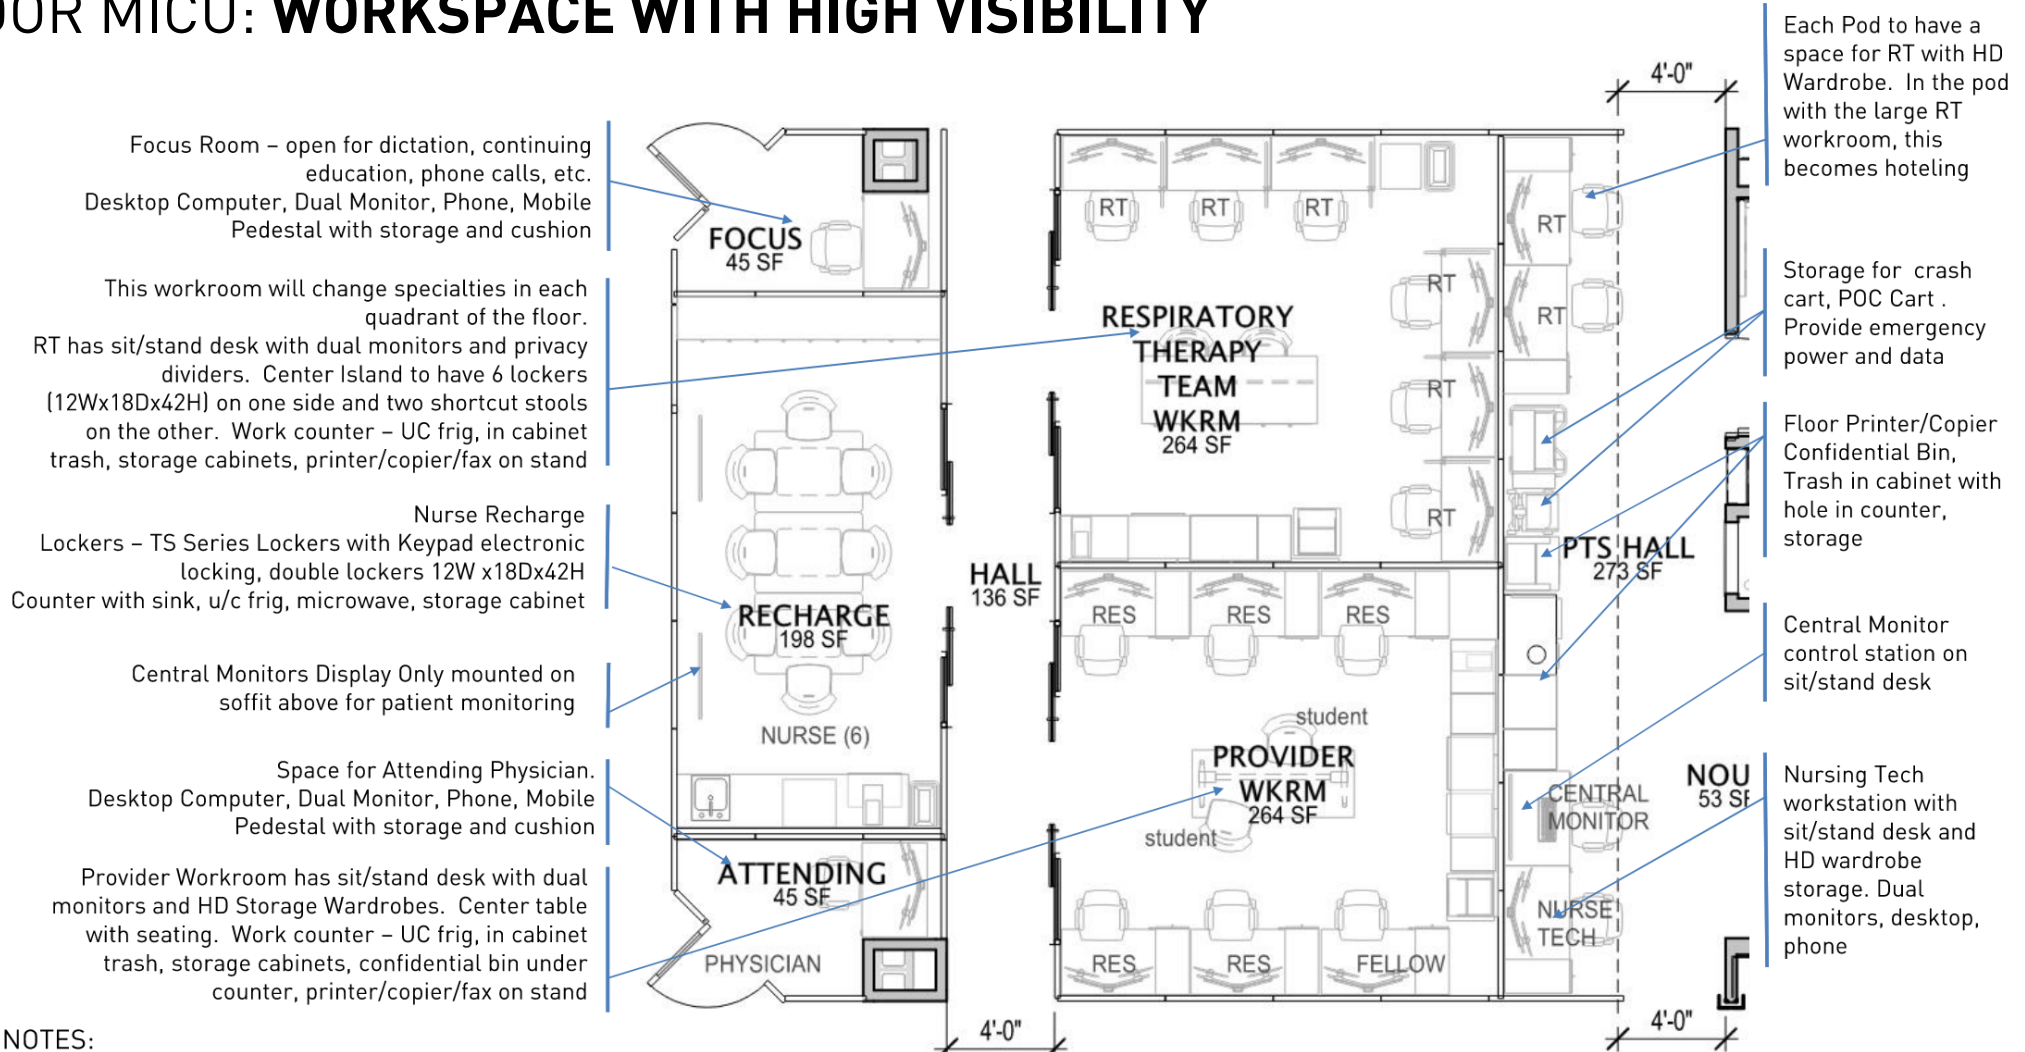 OOR MICU: WORKSPACE WITH HIGH VISIBILITY
Focus Room – open for dictation, continuing
education, phone calls, etc.
Desktop Computer, Dual Monitor, Phone, Mobile
Pedestal with storage and cushion
This workroom will change specialties in each
quadrant of the floor.
RT has sit/stand desk with dual monitors and privacy
dividers.  Center Island to have 6 lockers
(12Wx18Dx42H) on one side and two shortcut stools
on the other.  Work counter – UC frig, in cabinet
trash, storage cabinets, printer/copier/fax on stand
Nurse Recharge
Lockers – TS Series Lockers with Keypad electronic
locking, double lockers 12W x18Dx42H
Counter with sink, u/c frig, microwave, storage cabinet
Central Monitors Display Only mounted on
soffit above for patient monitoring
Space for Attending Physician.
Desktop Computer, Dual Monitor, Phone, Mobile
Pedestal with storage and cushion
Provider Workroom has sit/stand desk with dual
monitors and HD Storage Wardrobes.  Center table
with seating.  Work counter – UC frig, in cabinet
trash, storage cabinets, confidential bin under
counter, printer/copier/fax on stand
NOTES:
FOCUS
45 SF
RECHARGE
198 SF
NURSE (6)
ATTENDING
45 SF
PHYSICIAN
HALL
136 SF
4'-0"
RT
RT
RT
RT
RT
RT
RESPIRATORY
THERAPY
TEAM
WKRM
264 SF
RES
RES
RES
student
PROVIDER
WKRM
264 SF
student
RES
RES
FELLOW
4'-0"
RT
RT
PTS HALL
273 SF
CENTRAL
MONITOR
NURSE
TECH
NOU
53 SF
4'-0"
Each Pod to have a
space for RT with HD
Wardrobe.  In the pod
with the large RT
workroom, this
becomes hoteling
Storage for  crash
cart, POC Cart .
Provide emergency
power and data
Floor Printer/Copier
Confidential Bin,
Trash in cabinet with
hole in counter,
storage
Central Monitor
control station on
sit/stand desk
Nursing Tech
workstation with
sit/stand desk and
HD wardrobe
storage. Dual
monitors, desktop,
phone